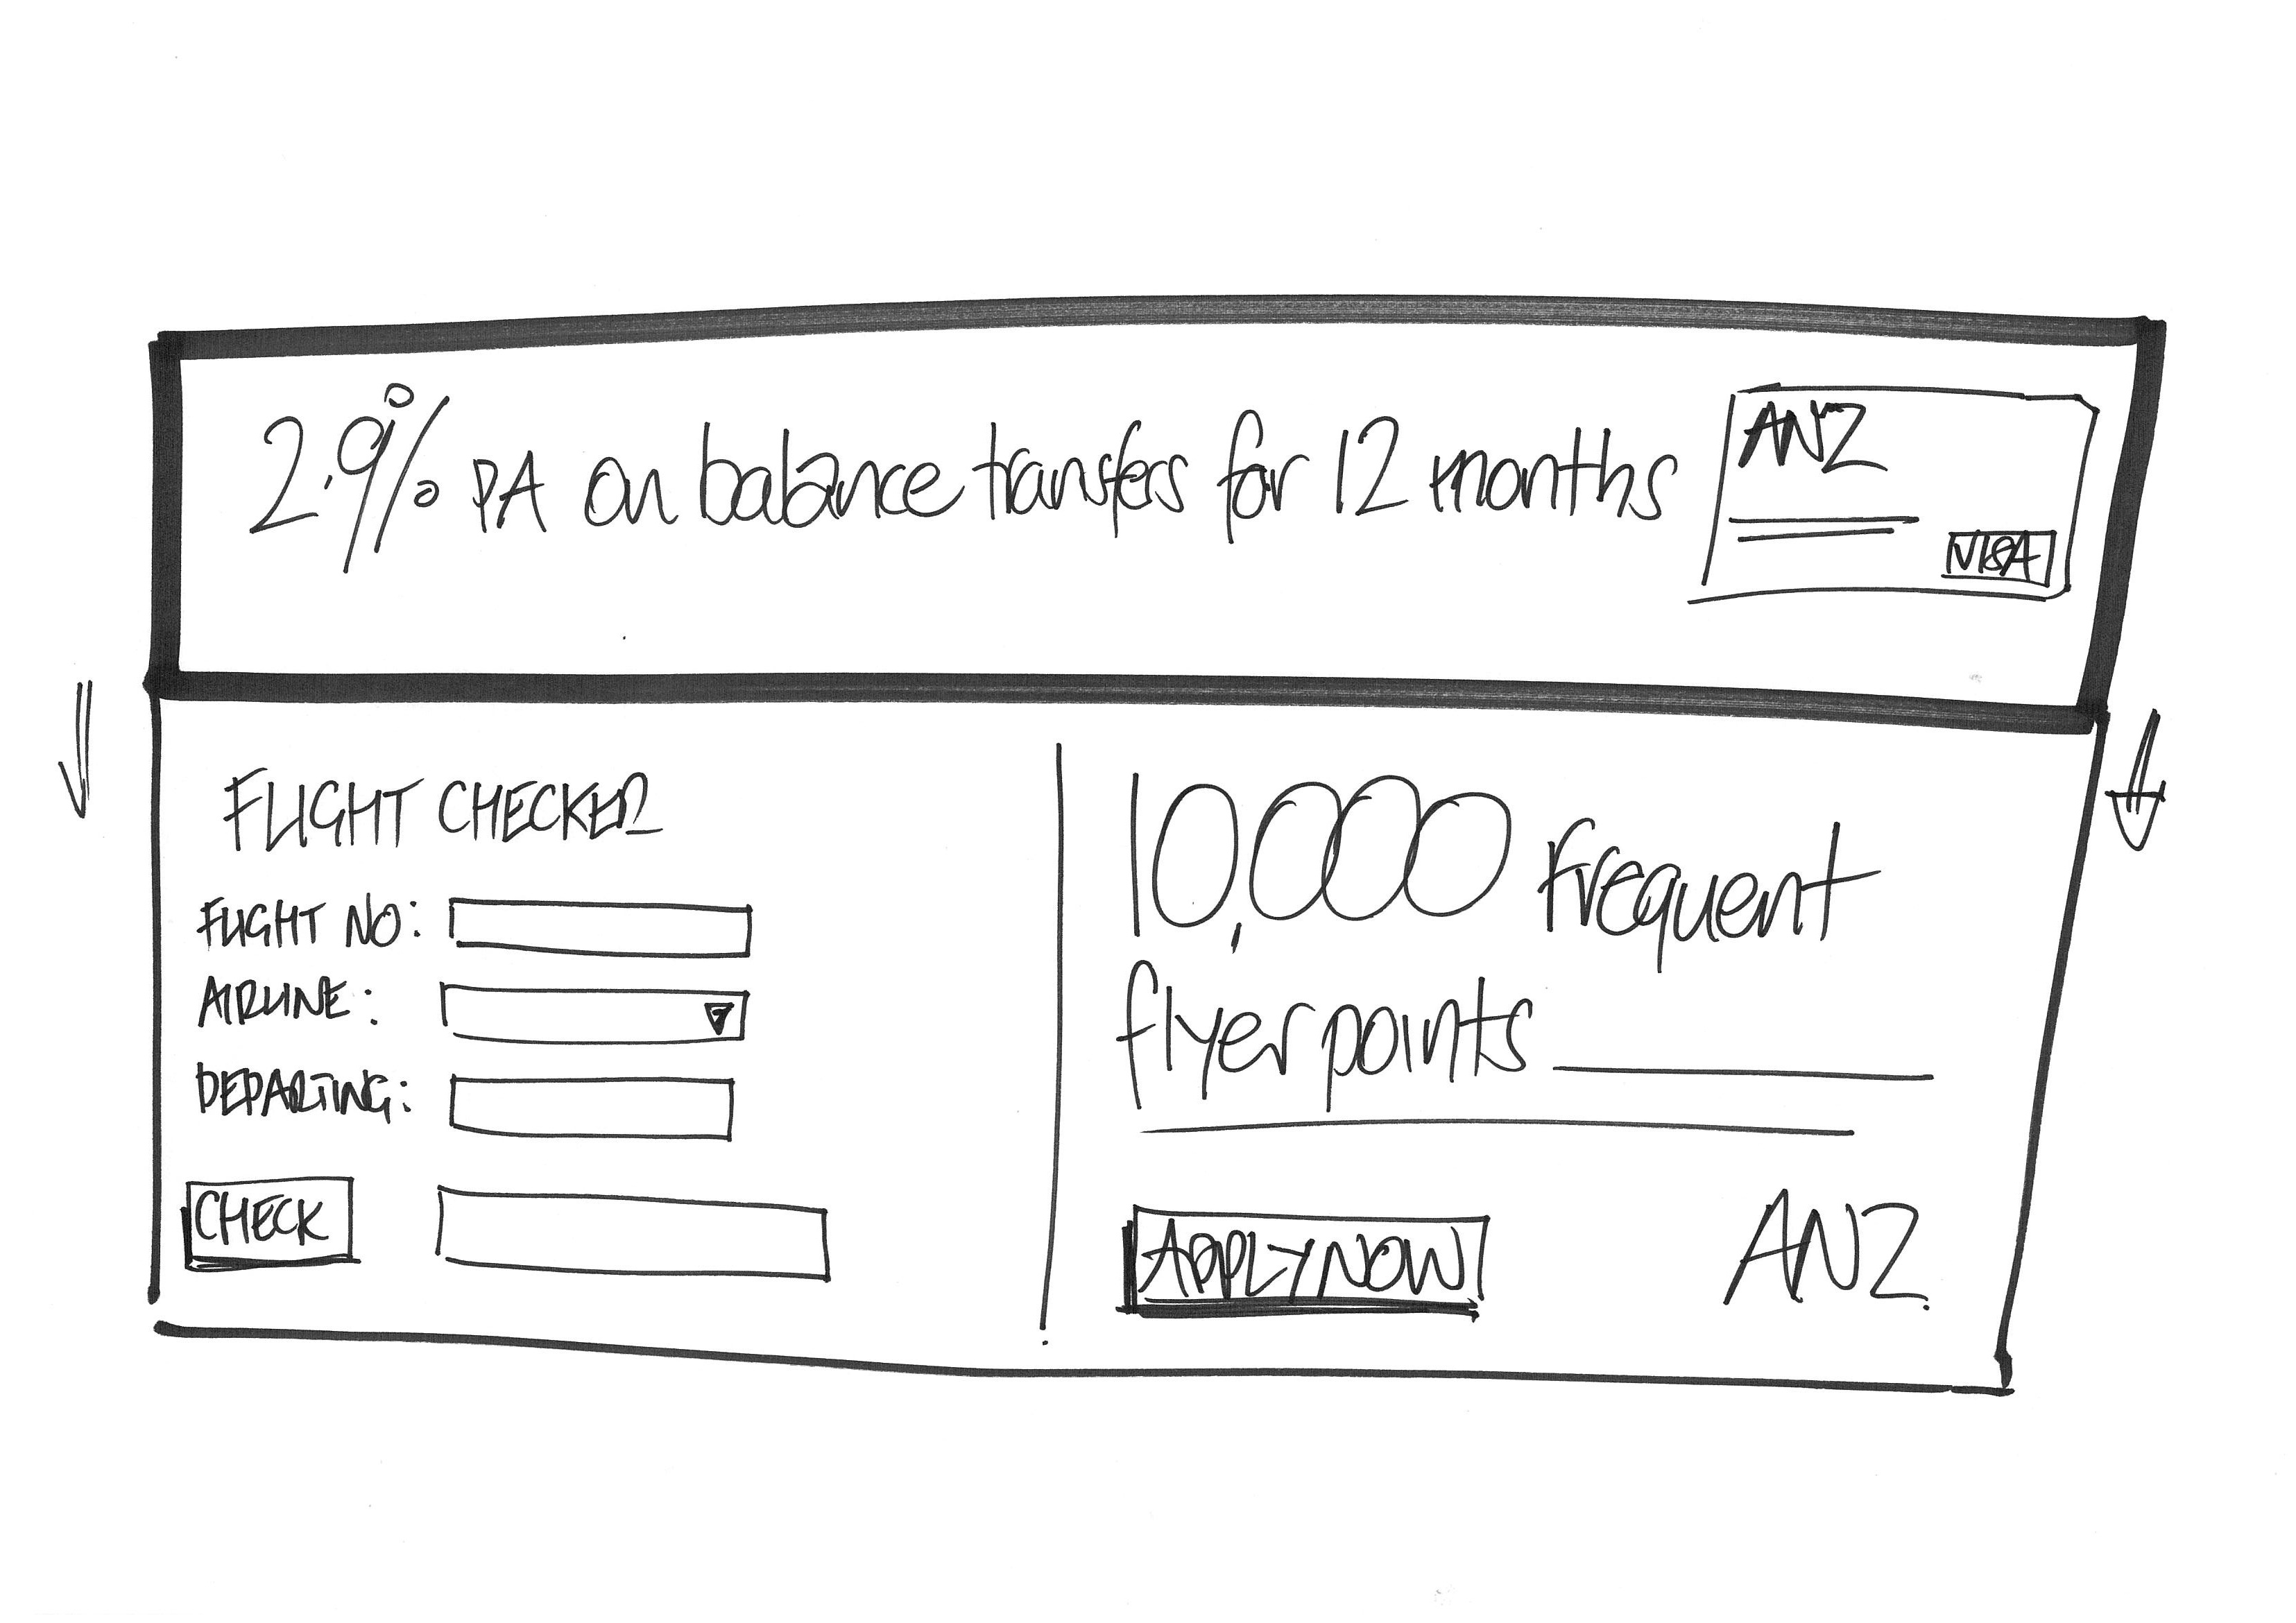 2.9% PA on balance transfers for 12 months
ANZ
VISA
FLIGHT CHECKER
FLIGHT NO:
AIRLINE:
DEPARTING:
CHECK
10,000 Frequent
flyer points
APPLY NOW
ANZ